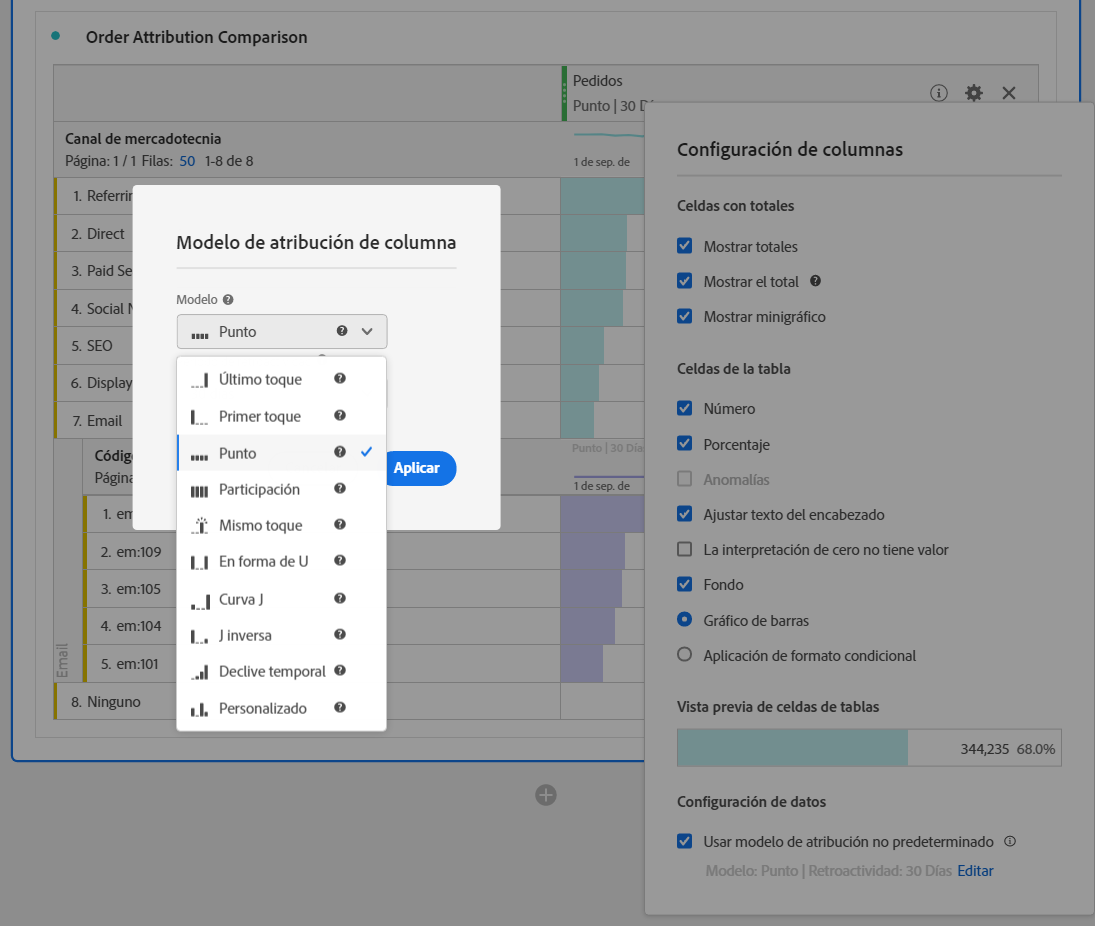 Order Attribution Comparison
Pedidos
Punto | 30
Canal de mercadotecnia
Página: 1 / 1 Filas: 50 1-8 de 8
1 de sep. de
1.
2. Direct
3. Paid
4. Social
5. SEO
6. Display
7. Email
Punto | 30
Página
1 de sep. de
1.
2. em:109
3. em:105
4. em:104
5. em:101
Email
8. Ninguno
Modelo de atribución de columna
Modelo
Punto
Último toque
Primer toque
Punto
Participación
Mismo toque
En forma de U
Curva J
J inversa
Declive temporal
Personalizado
Aplicar
Configuración de columnas
Celdas con totales
Mostrar totales
Mostrar el total
Mostrar minigráfico
Celdas de la tabla
Número
Porcentaje
Anomalías
Ajustar texto del encabezado
La interpretación de cero no tiene valor
Fondo
Gráfico de barras
Aplicación de formato condicional
Vista previa de celdas de tablas
344,235 68.0%
Configuración de datos
Usar modelo de atribución no predeterminado
Modelo: Punto | Retroactividad: 30 Días Editar